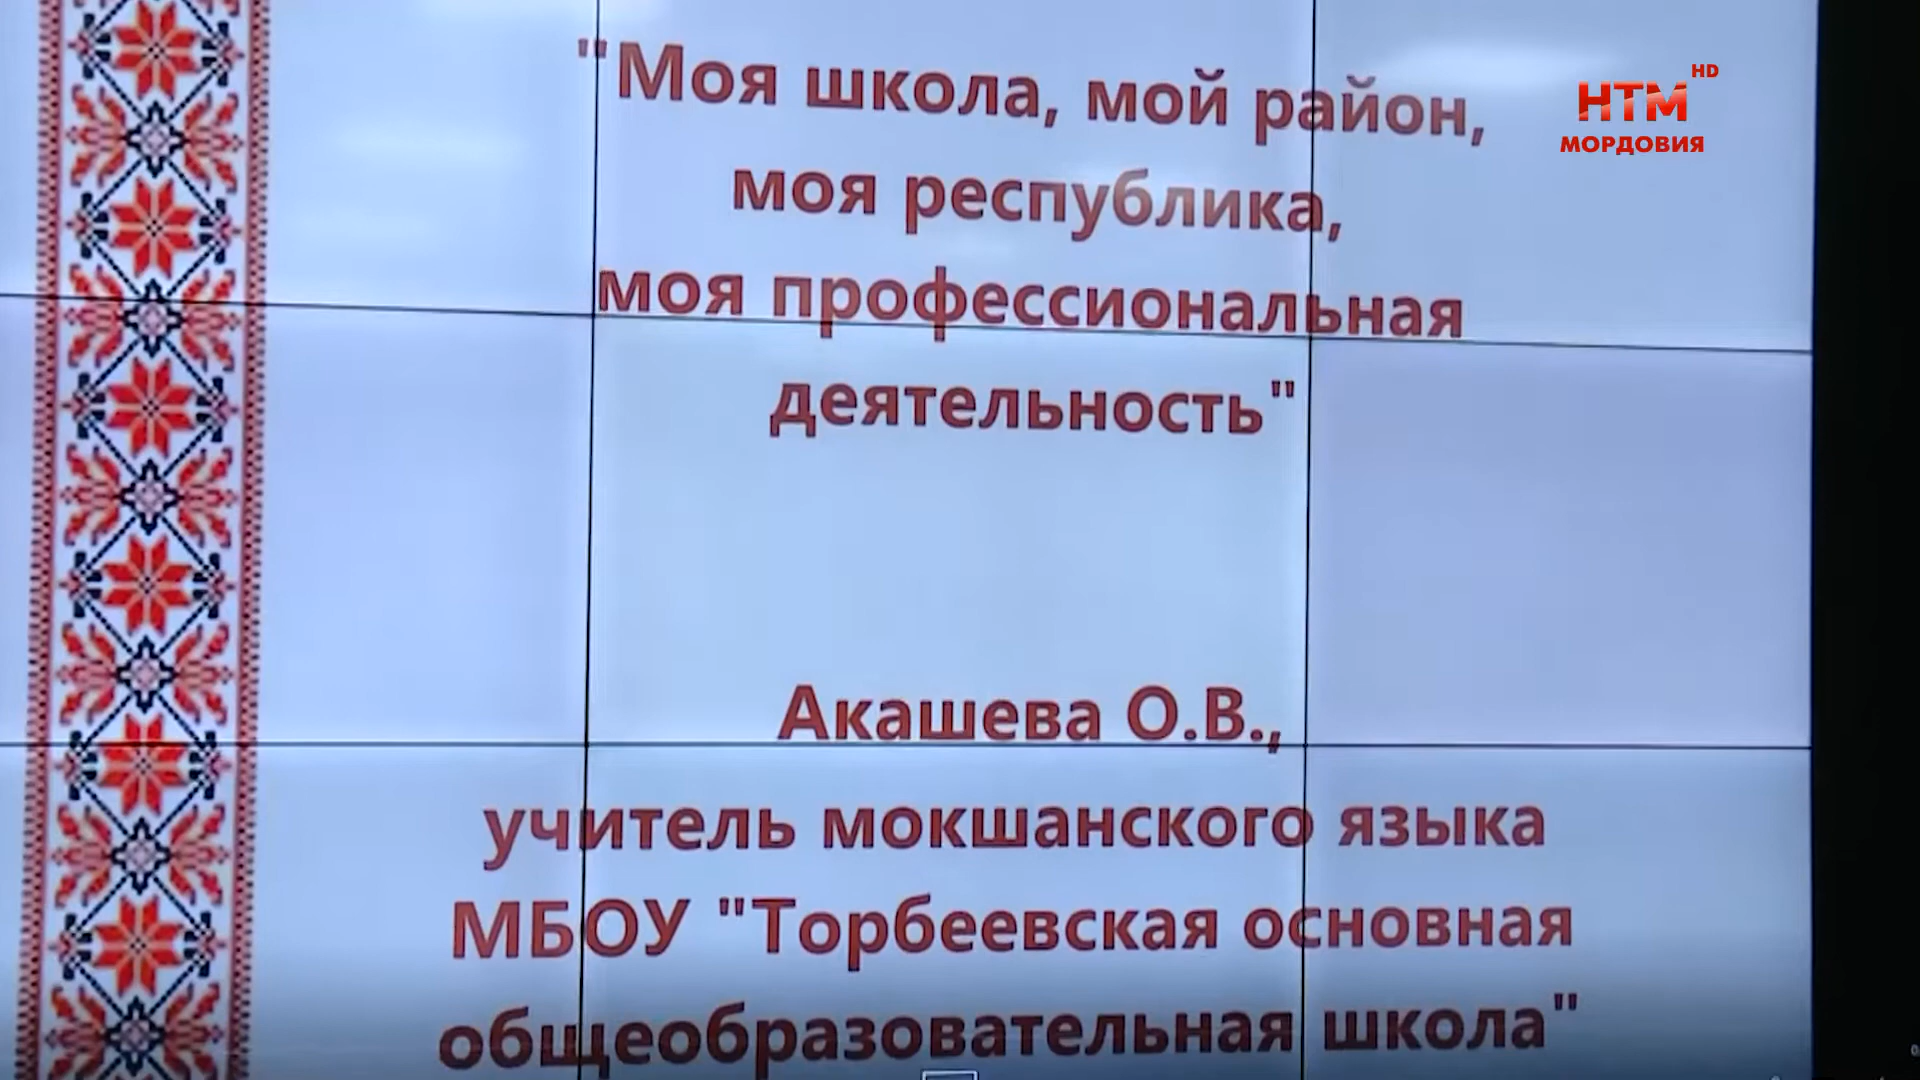 "Моя школа, мой район,
моя республика,
моя профессиональная
деятельность"
НТМ HD
МОРДОВИЯ
Акашева О.В.,
учитель мокшанского языка
МБОУ "Торбеевская основная
общеобразовательная школа"